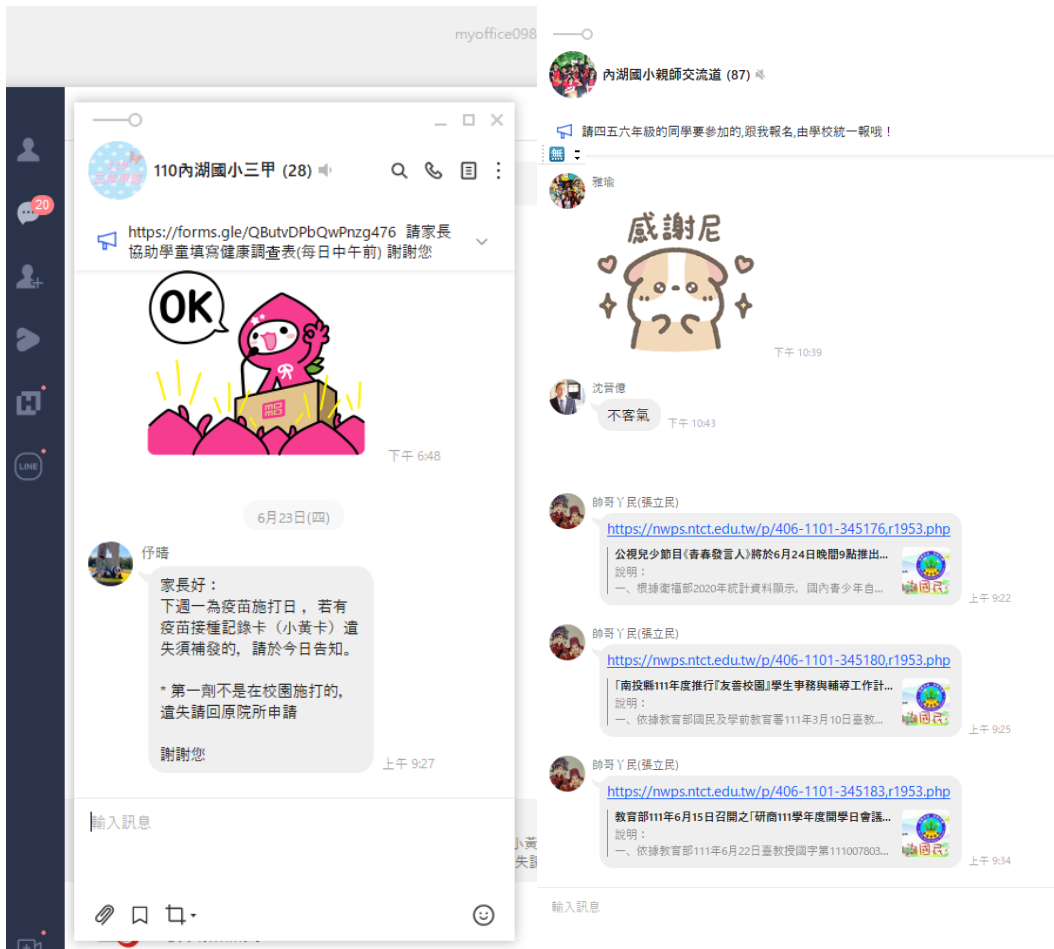 myoffice098
20
LINE
110內湖國小三甲 (28)
https://forms.gle/QButvDPbQwPnzg476 請家長
協助學童填寫健康調查表(每日中午前) 謝謝您
OK
momo
下午 6:48
6月23日(四)
伃晴
家長好：
下週一為疫苗施打日，若有
疫苗接種記錄卡（小黃卡）遺
失須補發的，請於今日告知。
* 第一劑不是在校園施打的，
遺失請回原院所申請
謝謝您
上午 9:27
輸入訊息
小黃
內湖國小親師交流道 (87)
請四五六年級的同學要參加的,跟我報名,由學校統一報哦！
無
雅瑜
感謝尼
下午 10:39
沈晉億
不客氣
下午 10:43
帥哥丫民(張立民)
https://nwps.ntct.edu.tw/p/406-1101-345176,r1953.php
公視兒少節目《青春發言人》將於6月24日晚間9點推出...
說明：
一、根據衛福部2020年統計資料顯示，國內青少年自...
上午 9:22
帥哥丫民(張立民)
https://nwps.ntct.edu.tw/p/406-1101-345180,r1953.php
「南投縣111年度推行『友善校園』學生事務與輔導工作計...
說明：
一、依據教育部國民及學前教育署111年3月10日臺教...
上午 9:25
帥哥丫民(張立民)
https://nwps.ntct.edu.tw/p/406-1101-345183,r1953.php
教育部111年6月15日召開之「研商111學年度開學日會議...
說明：
一、依據教育部111年6月22日臺教授國字第111007803...
上午 9:34
輸入訊息